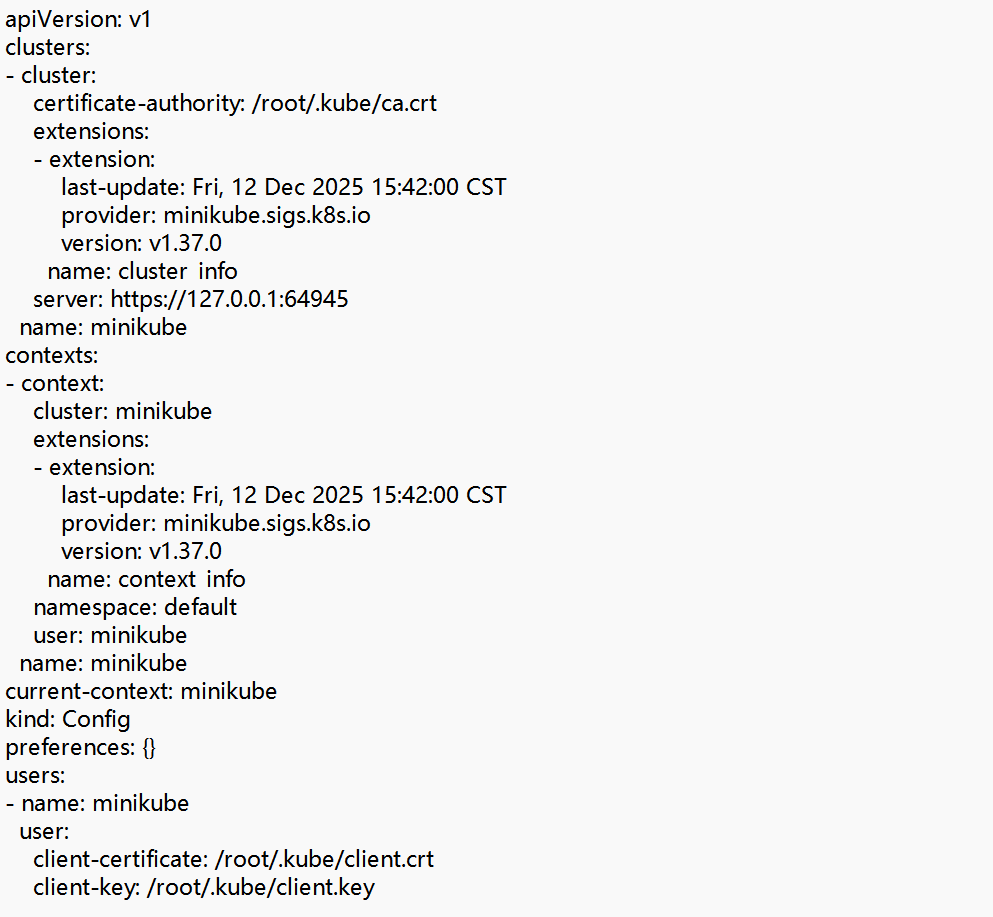 apiVersion: v1
clusters:
- cluster:
    certificate-authority: /root/.kube/ca.crt
    extensions:
    - extension:
        last-update: Fri, 12 Dec 2025 15:42:00 CST
        provider: minikube.sigs.k8s.io
        version: v1.37.0
      name: cluster_info
    server: https://127.0.0.1:64945
  name: minikube
contexts:
- context:
    cluster: minikube
    extensions:
    - extension:
        last-update: Fri, 12 Dec 2025 15:42:00 CST
        provider: minikube.sigs.k8s.io
        version: v1.37.0
      name: context_info
    namespace: default
    user: minikube
  name: minikube
current-context: minikube
kind: Config
preferences: {}
users:
- name: minikube
  user:
    client-certificate: /root/.kube/client.crt
    client-key: /root/.kube/client.key